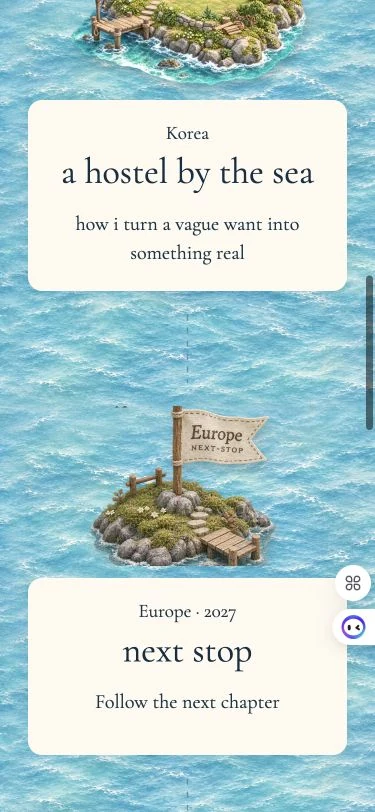 Korea
a hostel by the sea
how i turn a vague want into
something real
Europe
NEXT-STOP
Europe · 2027
next stop
Follow the next chapter